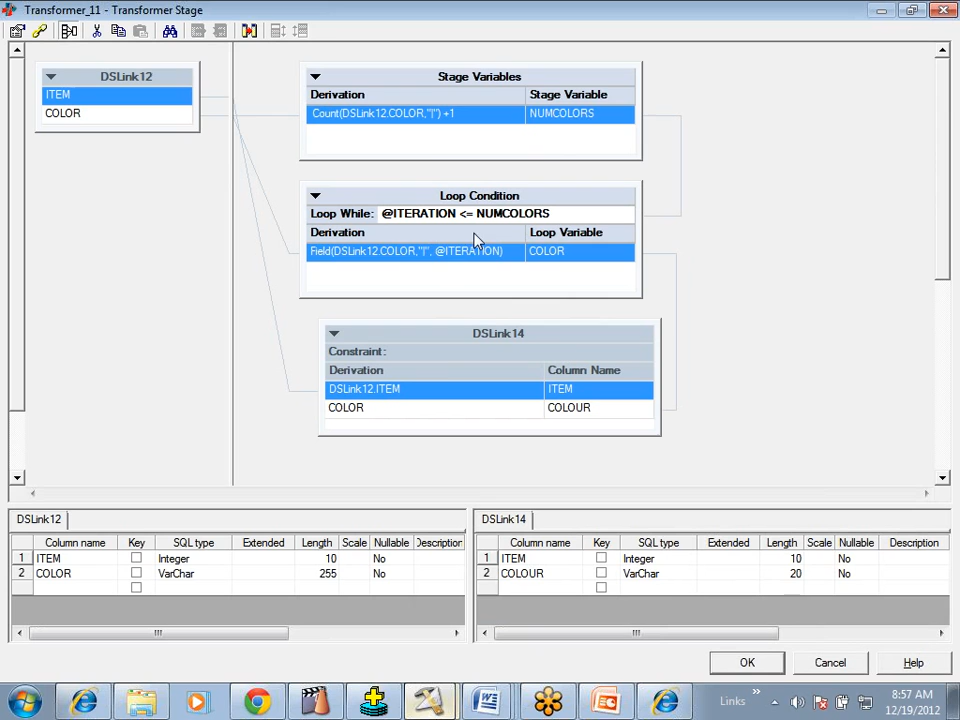 Transformer_11 - Transformer Stage
DSLink12
ITEM
COLOR
Stage Variables
Derivation Stage Variable
Count(DSLink12.COLOR,"|") +1 NUMCOLORS
Loop Condition
Loop While: @ITERATION <= NUMCOLORS
Derivation Loop Variable
Field(DSLink12.COLOR,"|", @ITERATION) COLOR
DSLink14
Constraint:
Derivation Column Name
DSLink12.ITEM ITEM
COLOR COLOUR
DSLink12
Column name Key SQL type Extended Length Scale Nullable Description
1 ITEM Integer 10 No
2 COLOR VarChar 255 No
DSLink14
Column name Key SQL type Extended Length Scale Nullable Description
1 ITEM Integer 10 No
2 COLOUR VarChar 20 No
OK Cancel Help
Links » 8:57 AM
12/19/2012